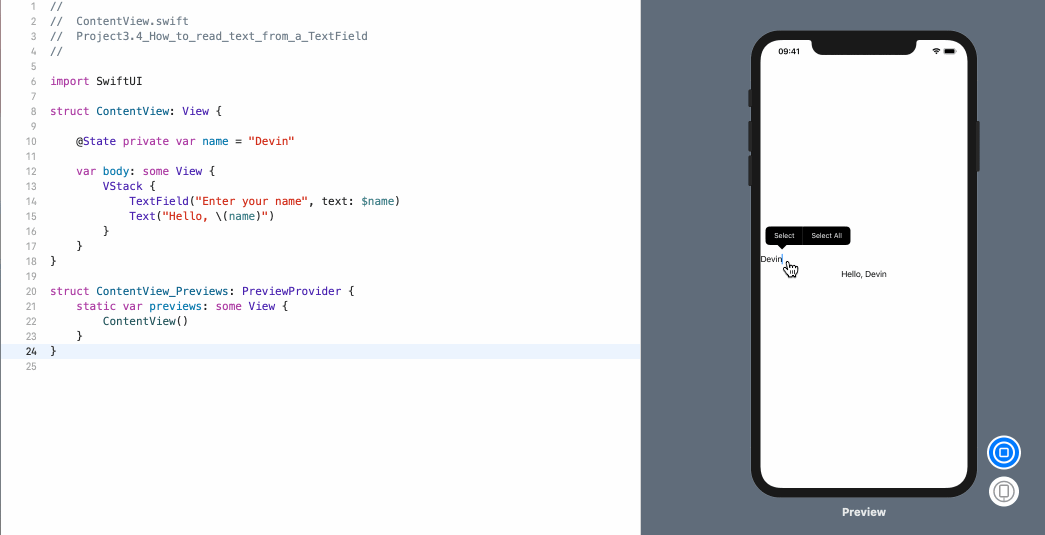 1 //
2 //  ContentView.swift
3 //  Project3.4_How_to_read_text_from_a_TextField
4 //
5
6 import SwiftUI
7
8 struct ContentView: View {
9
10     @State private var name = "Devin"
11
12     var body: some View {
13         VStack {
14             TextField("Enter your name", text: $name)
15             Text("Hello, \(name)")
16         }
17     }
18 }
19
20 struct ContentView_Previews: PreviewProvider {
21     static var previews: some View {
22         ContentView()
23     }
24 }
25
09:41
Select Select All
Devin
Hello, Devin
Preview